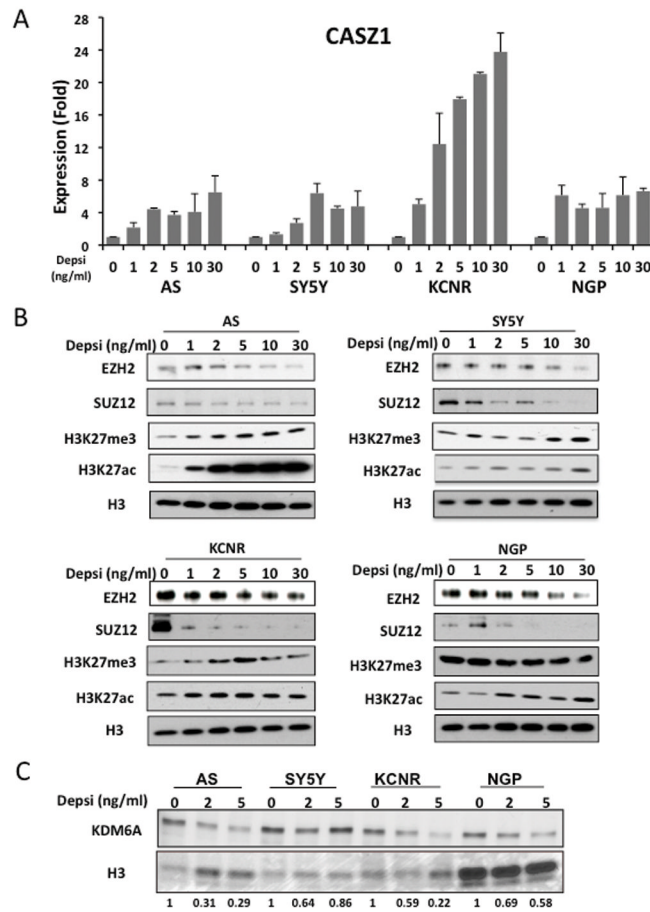 A
CASZ1
28
24
20
16
12
8
4
0
Expression (Fold)
Depsi (ng/ml)
0 1 2 5 10 30 0 1 2 5 10 30 0 1 2 5 10 30 0 1 2 5 10 30
AS SY5Y KCNR NGP
B
AS
Depsi (ng/ml) 0 1 2 5 10 30
EZH2
SUZ12
H3K27me3
H3K27ac
H3
SY5Y
Depsi (ng/ml) 0 1 2 5 10 30
EZH2
SUZ12
H3K27me3
H3K27ac
H3
KCNR
Depsi (ng/ml) 0 1 2 5 10 30
EZH2
SUZ12
H3K27me3
H3K27ac
H3
NGP
Depsi (ng/ml) 0 1 2 5 10 30
EZH2
SUZ12
H3K27me3
H3K27ac
H3
C
AS SY5Y KCNR NGP
Depsi (ng/ml) 0 2 5 0 2 5 0 2 5 0 2 5
KDM6A
H3
1 0.31 0.29 1 0.64 0.86 1 0.59 0.22 1 0.69 0.58